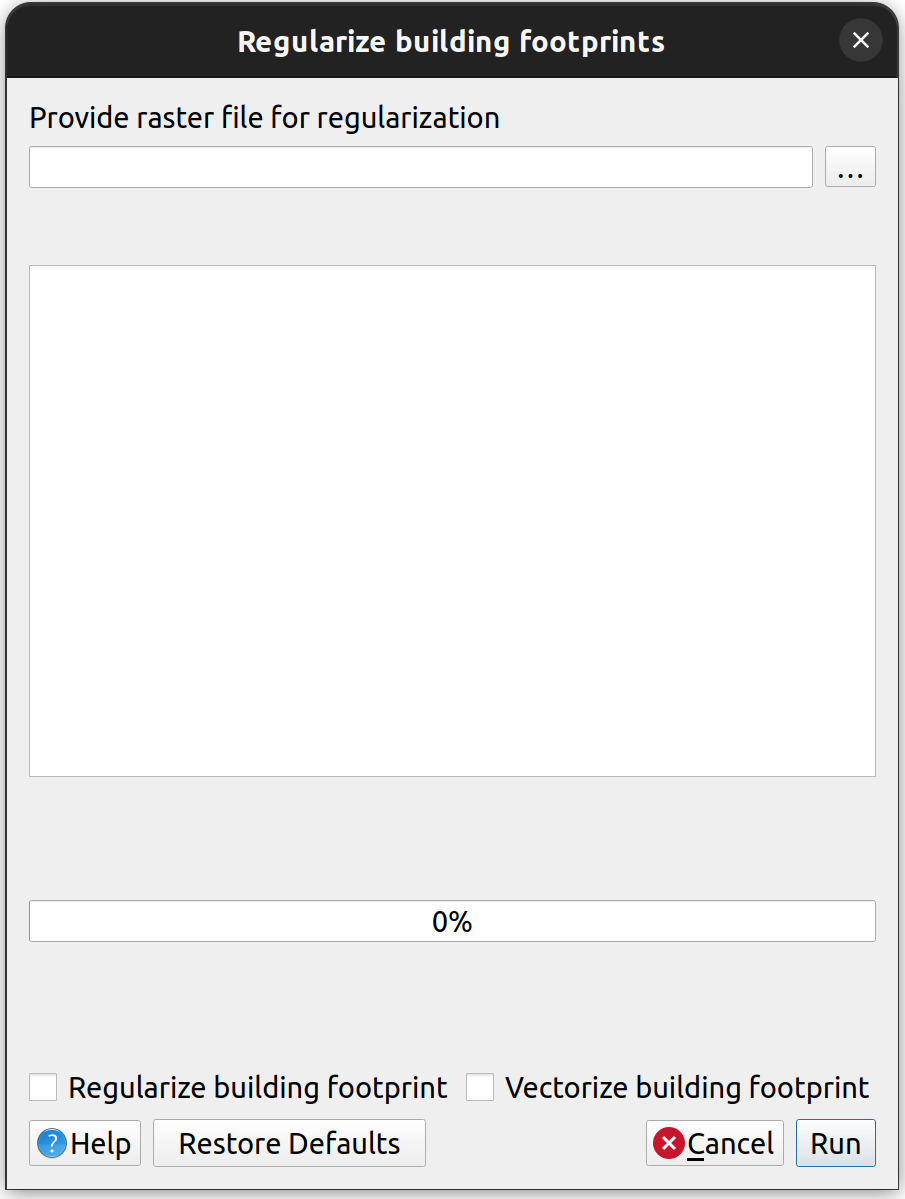 Regularize building footprints
Provide raster file for regularization
...
0%
Regularize building footprint Vectorize building footprint
Help Restore Defaults Cancel Run